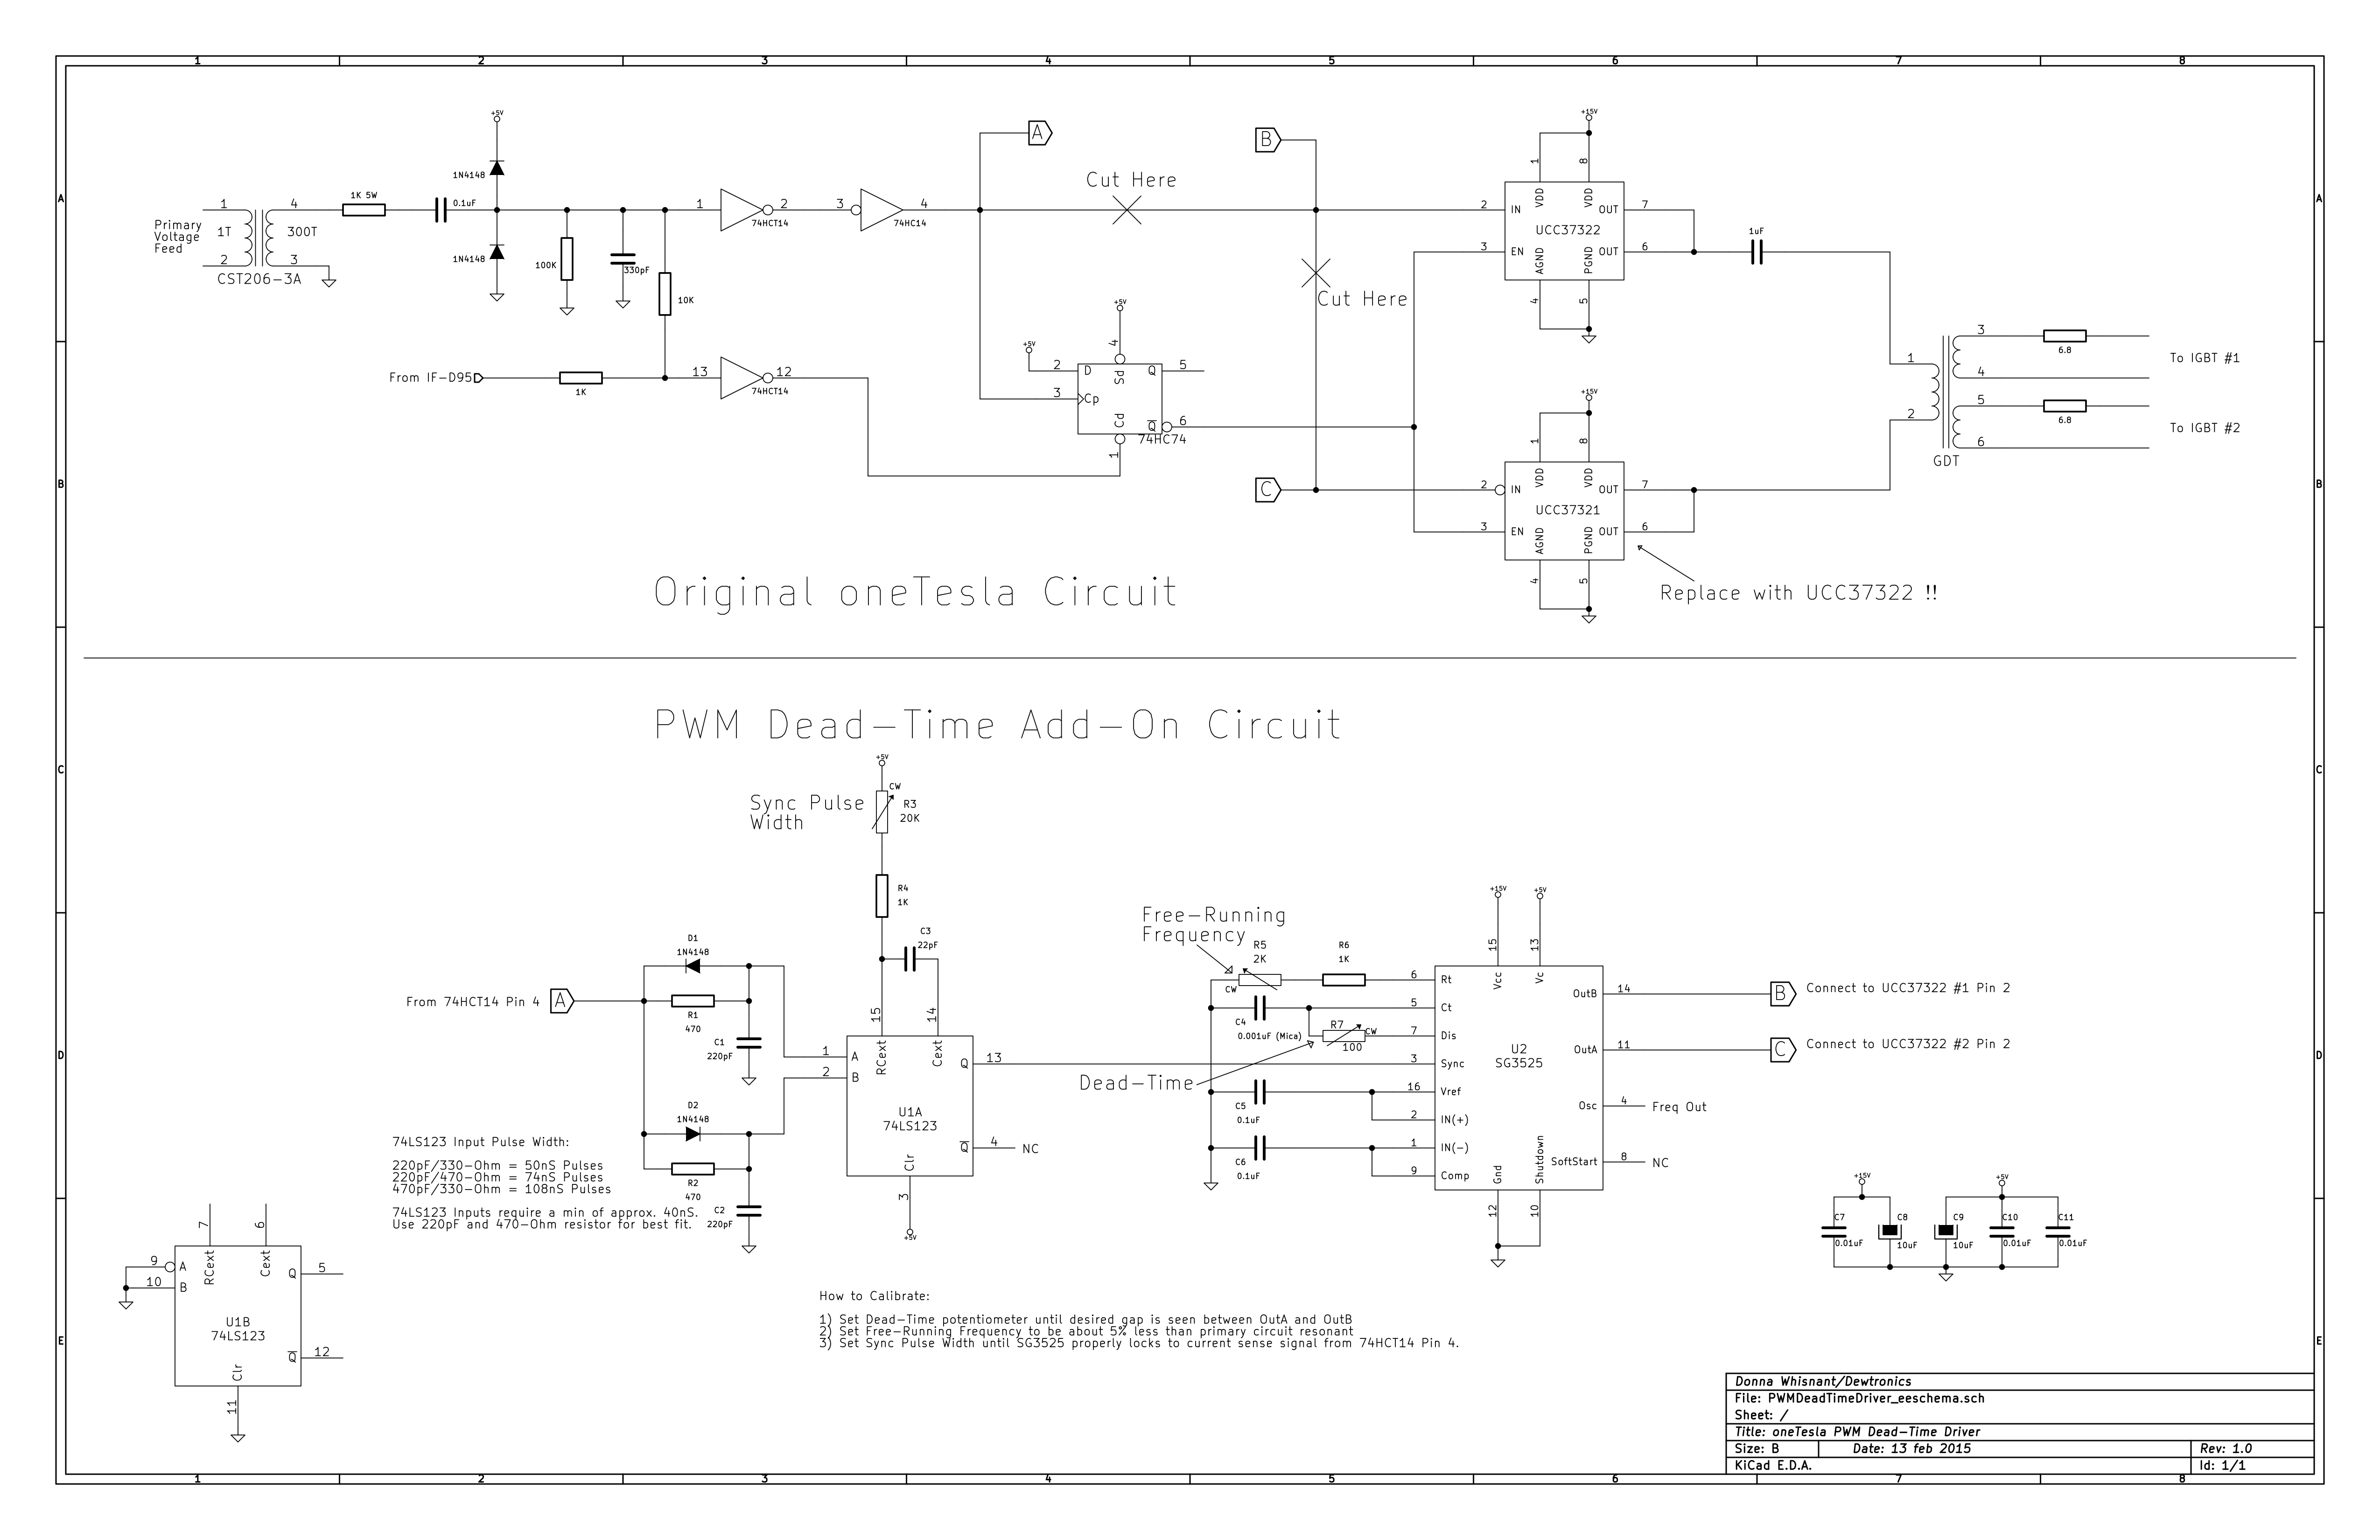 1 2 3 4 5 6 7 8
A
B
C
D
E
A
B
C
D
E
Primary
Voltage
Feed
1
1T
2
4
300T
3
CST206-3A
1K 5W
0.1uF
+5V
1N4148
1N4148
100K
330pF
10K
1
2
74HCT14
3
4
74HC14
From IF-D95
1K
13
12
74HCT14
A
Cut Here
B
Cut Here
C
+5V
+5V
4
2
D
Sd
Q
5
3
Cp
Cd
Q
6
74HC74
1
+15V
1
8
VDD
VDD
2
IN
OUT
7
UCC37322
3
EN
OUT
6
AGND
PGND
4
5
1uF
+15V
1
8
VDD
VDD
2
IN
OUT
7
UCC37321
3
EN
OUT
6
AGND
PGND
4
5
Replace with UCC37322 !!
1
2
3
4
5
6
GDT
6.8
6.8
To IGBT #1
To IGBT #2
Original oneTesla Circuit
PWM Dead-Time Add-On Circuit
+5V
CW
Sync Pulse
Width
R3
20K
R4
1K
C3
22pF
From 74HCT14 Pin 4
A
D1
1N4148
R1
470
C1
220pF
D2
1N4148
R2
470
C2
220pF
15
14
RCext
Cext
1
A
Q
13
2
B
U1A
74LS123
Q
4
NC
Clr
3
+5V
74LS123 Input Pulse Width:
220pF/330-Ohm = 50nS Pulses
220pF/470-Ohm = 74nS Pulses
470pF/330-Ohm = 108nS Pulses
74LS123 Inputs require a min of approx. 40nS.
Use 220pF and 470-Ohm resistor for best fit.
7
6
RCext
Cext
9
A
10
B
Q
5
U1B
74LS123
Q
12
Clr
11
Free-Running
Frequency
R5
2K
CW
R6
1K
C4
0.001uF (Mica)
R7
CW
100
Dead-Time
C5
0.1uF
C6
0.1uF
+15V
+5V
15
13
Vcc
Vc
6
Rt
5
Ct
7
Dis
3
Sync
16
Vref
2
IN(+)
1
IN(-)
9
Comp
U2
SG3525
OutB
14
OutA
11
Osc
4
Freq Out
SoftStart
8
NC
Gnd
Shutdown
12
10
B
Connect to UCC37322 #1 Pin 2
C
Connect to UCC37322 #2 Pin 2
+15V
+5V
C7
0.01uF
C8
10uF
C9
10uF
C10
0.01uF
C11
0.01uF
How to Calibrate:
1) Set Dead-Time potentiometer until desired gap is seen between OutA and OutB
2) Set Free-Running Frequency to be about 5% less than primary circuit resonant
3) Set Sync Pulse Width until SG3525 properly locks to current sense signal from 74HCT14 Pin 4.
Donna Whisnant/Dewtronics
File: PWMDeadTimeDriver_eeschema.sch
Sheet: /
Title: oneTesla PWM Dead-Time Driver
Size: B Date: 13 feb 2015 Rev: 1.0
KiCad E.D.A. Id: 1/1
1 2 3 4 5 6 7 8